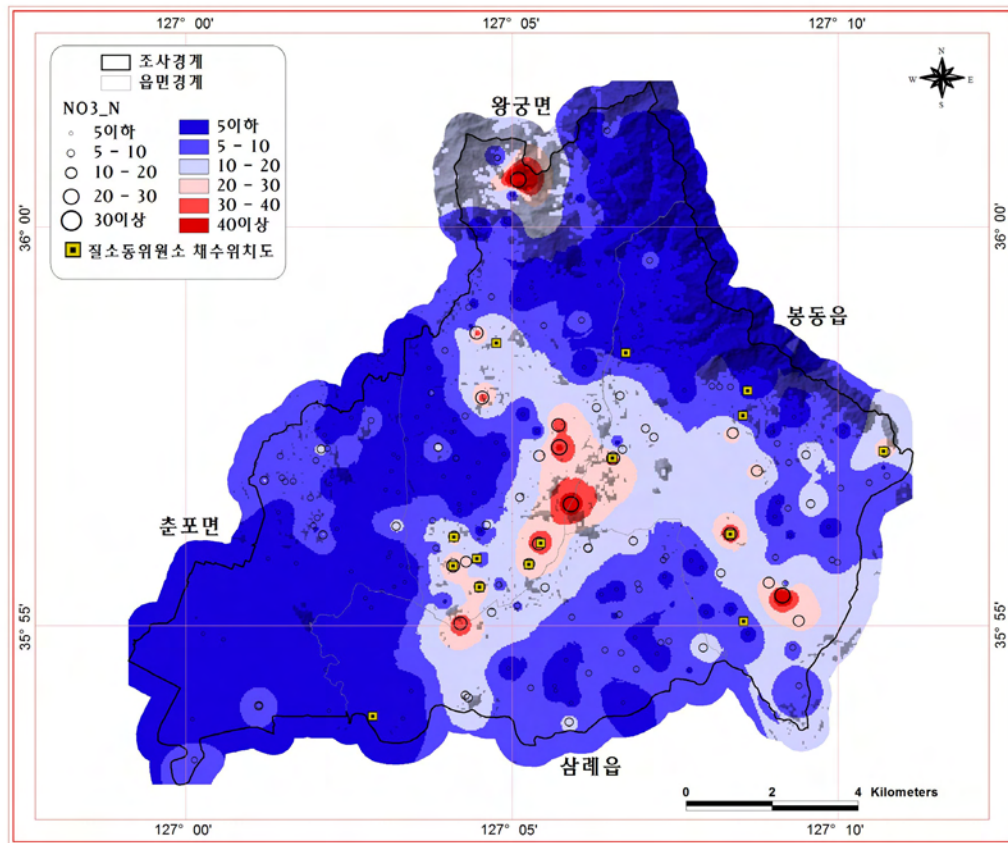 127° 00' 127° 05' 127° 10'
조사경계
읍면경계
NO3_N
5이하 5이하
5 - 10 5 - 10
10 - 20 10 - 20
20 - 30 20 - 30
30이상 30 - 40
40이상
질소동위원소 채수위치도
N
W E
S
왕궁면
36° 00' 36° 00'
봉동읍
춘포면
35° 55' 35° 55'
삼례읍
0 2 4 Kilometers
127° 00' 127° 05' 127° 10'